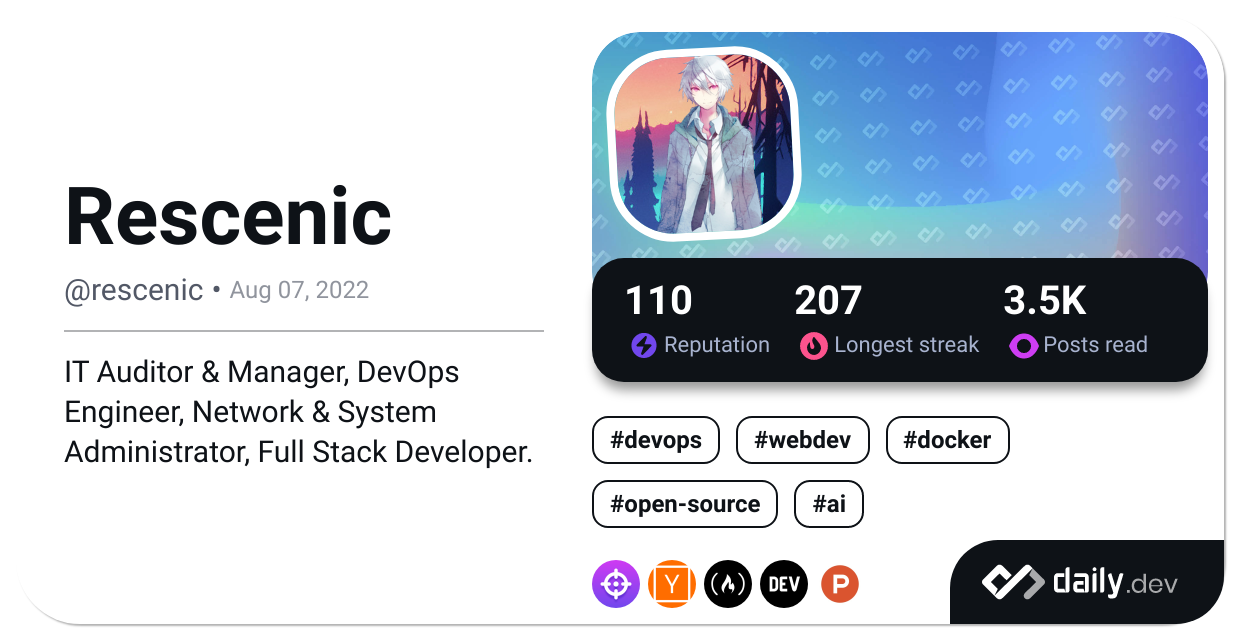 Rescenic
@rescenic • Aug 07, 2022
IT Auditor & Manager, DevOps
Engineer, Network & System
Administrator, Full Stack Developer.
110 207 3.5K
Reputation Longest streak Posts read
#devops #webdev #docker
#open-source #ai
Y DEV P
daily.dev